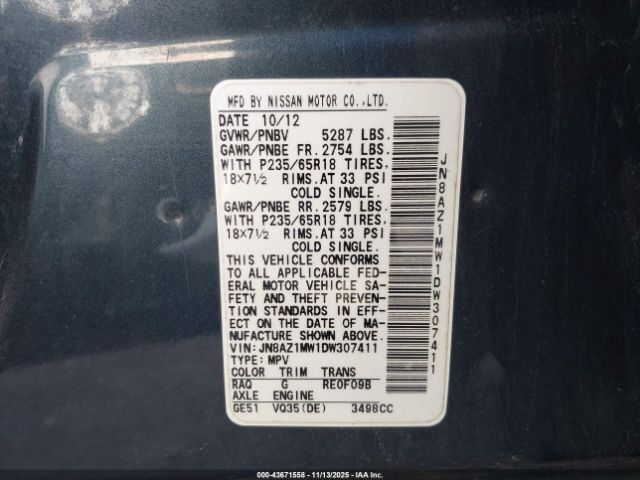 MFD BY NISSAN MOTOR CO.,LTD.
DATE 10/12
GVWR/PNBV 5287 LBS.
GAWR/PNBE FR. 2754 LBS.
WITH P235/65R18 TIRES.
18×7½ RIMS. AT 33 PSI
COLD SINGLE.
GAWR/PNBE RR. 2579 LBS.
WITH P235/65R18 TIRES.
18×7½ RIMS. AT 33 PSI
COLD SINGLE.
THIS VEHICLE CONFORMS
TO ALL APPLICABLE FED-
ERAL MOTOR VEHICLE SA-
FETY AND THEFT PREVEN-
TION STANDARDS IN EFF-
ECT ON THE DATE OF MA-
NUFACTURE SHOWN ABOVE.
VIN: JN8AZ1MW1DW307411
TYPE: MPV
COLOR TRIM TRANS
RAQ G RE0F09B
AXLE ENGINE
GE51 VQ35(DE) 3498CC
JN8AZ1MW1DW307411
000-43671558 - 11/13/2025 - IAA Inc.